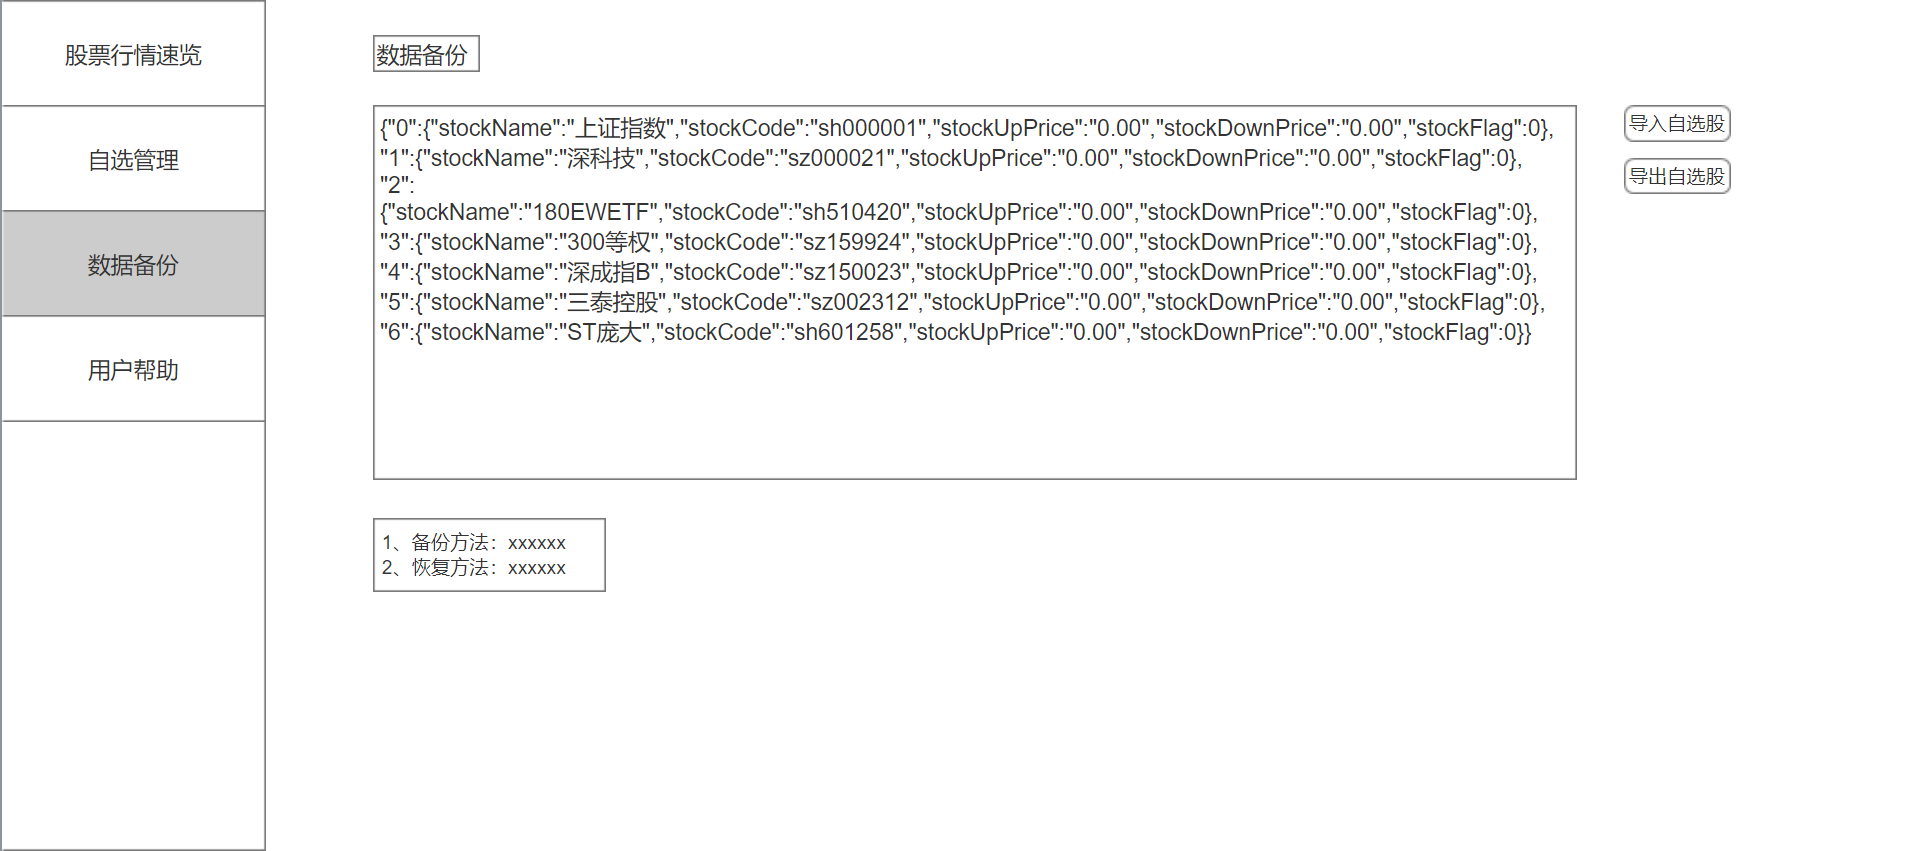 股票行情速览
自选管理
数据备份
用户帮助
数据备份
{"0":{"stockName":"上证指数","stockCode":"sh000001","stockUpPrice":"0.00","stockDownPrice":"0.00","stockFlag":0},
"1":{"stockName":"深科技","stockCode":"sz000021","stockUpPrice":"0.00","stockDownPrice":"0.00","stockFlag":0},
"2":
{"stockName":"180EWETF","stockCode":"sh510420","stockUpPrice":"0.00","stockDownPrice":"0.00","stockFlag":0},
"3":{"stockName":"300等权","stockCode":"sz159924","stockUpPrice":"0.00","stockDownPrice":"0.00","stockFlag":0},
"4":{"stockName":"深成指B","stockCode":"sz150023","stockUpPrice":"0.00","stockDownPrice":"0.00","stockFlag":0},
"5":{"stockName":"三泰控股","stockCode":"sz002312","stockUpPrice":"0.00","stockDownPrice":"0.00","stockFlag":0},
"6":{"stockName":"ST庞大","stockCode":"sh601258","stockUpPrice":"0.00","stockDownPrice":"0.00","stockFlag":0}}
导入自选股
导出自选股
1、备份方法：xxxxxx
2、恢复方法：xxxxxx